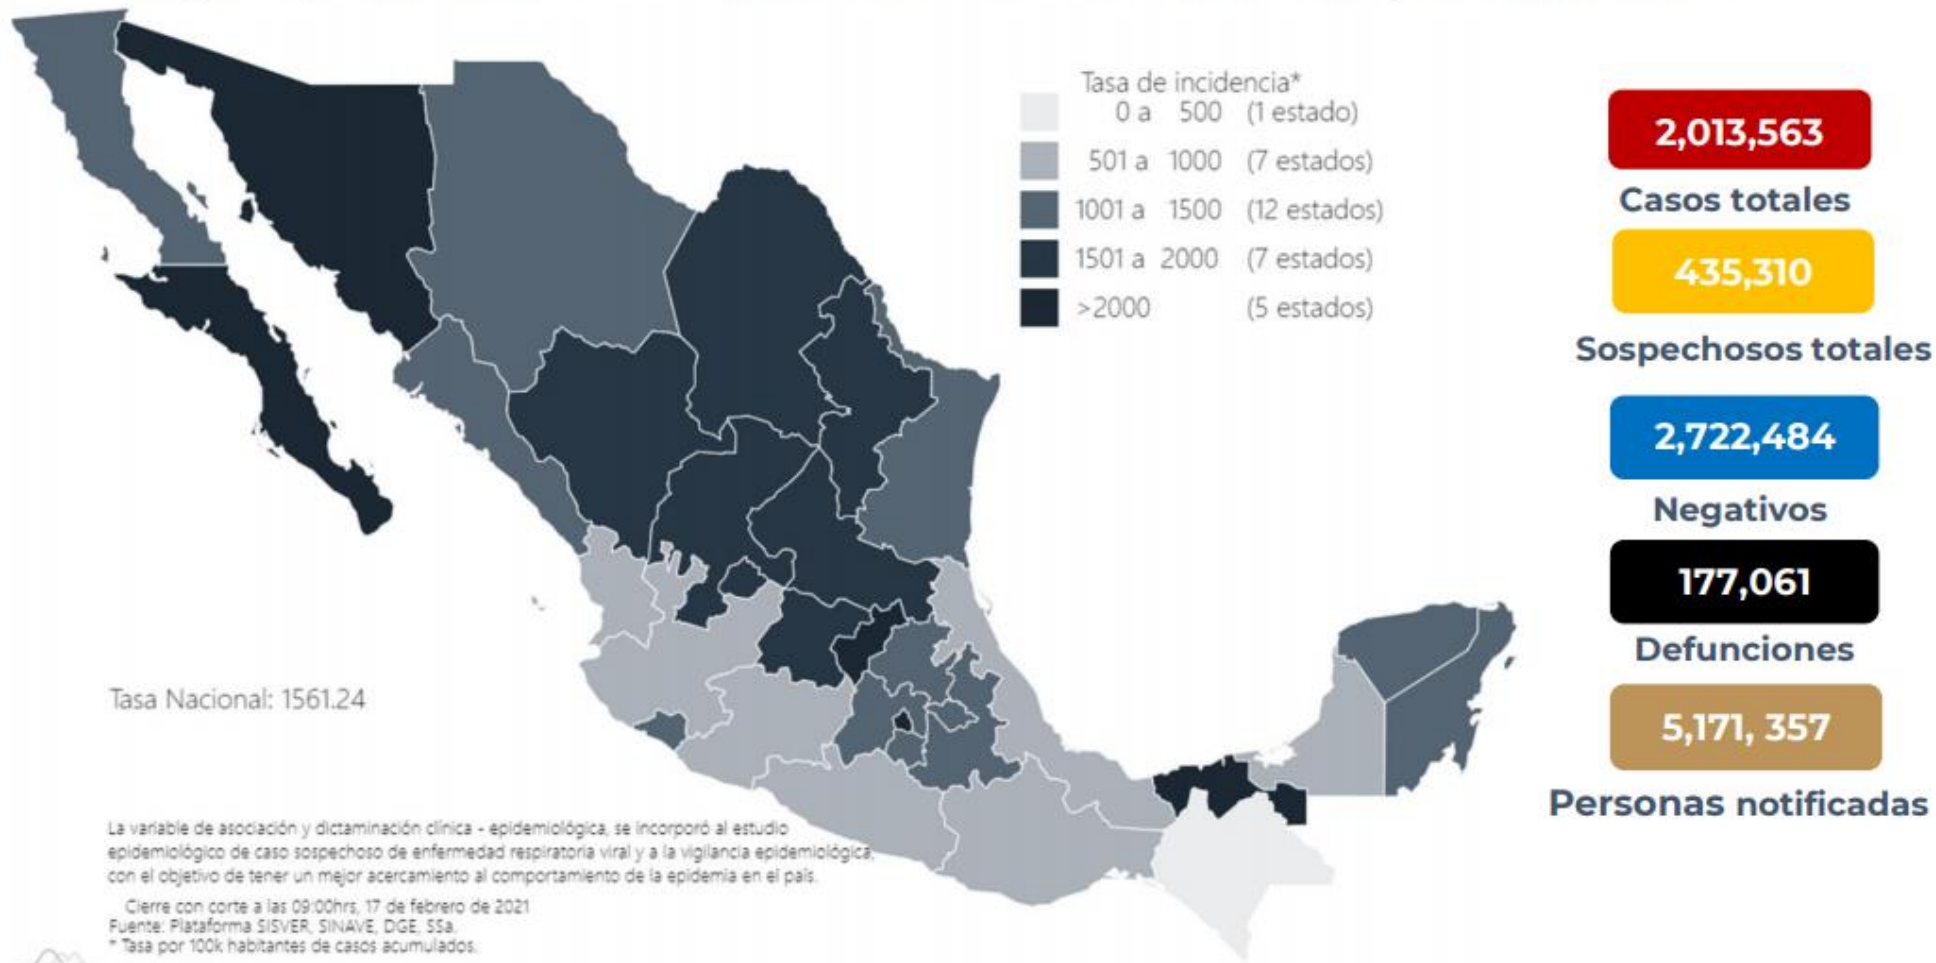 Tasa de incidencia*
0 a 500 (1 estado)
501 a 1000 (7 estados)
1001 a 1500 (12 estados)
1501 a 2000 (7 estados)
>2000 (5 estados)
2,013,563
Casos totales
435,310
Sospechosos totales
2,722,484
Negativos
177,061
Defunciones
5,171, 357
Personas notificadas
Tasa Nacional: 1561.24
La variable de asociación y dictaminación clínica - epidemiológica, se incorporó al estudio
epidemiológico de caso sospechoso de enfermedad respiratoria viral y a la vigilancia epidemiológica,
con el objetivo de tener un mejor acercamiento al comportamiento de la epidemia en el país.
Cierre con corte a las 09:00hrs, 17 de febrero de 2021
Fuente: Plataforma SISVER, SINAVE, DGE, SSa.
* Tasa por 100k habitantes de casos acumulados.